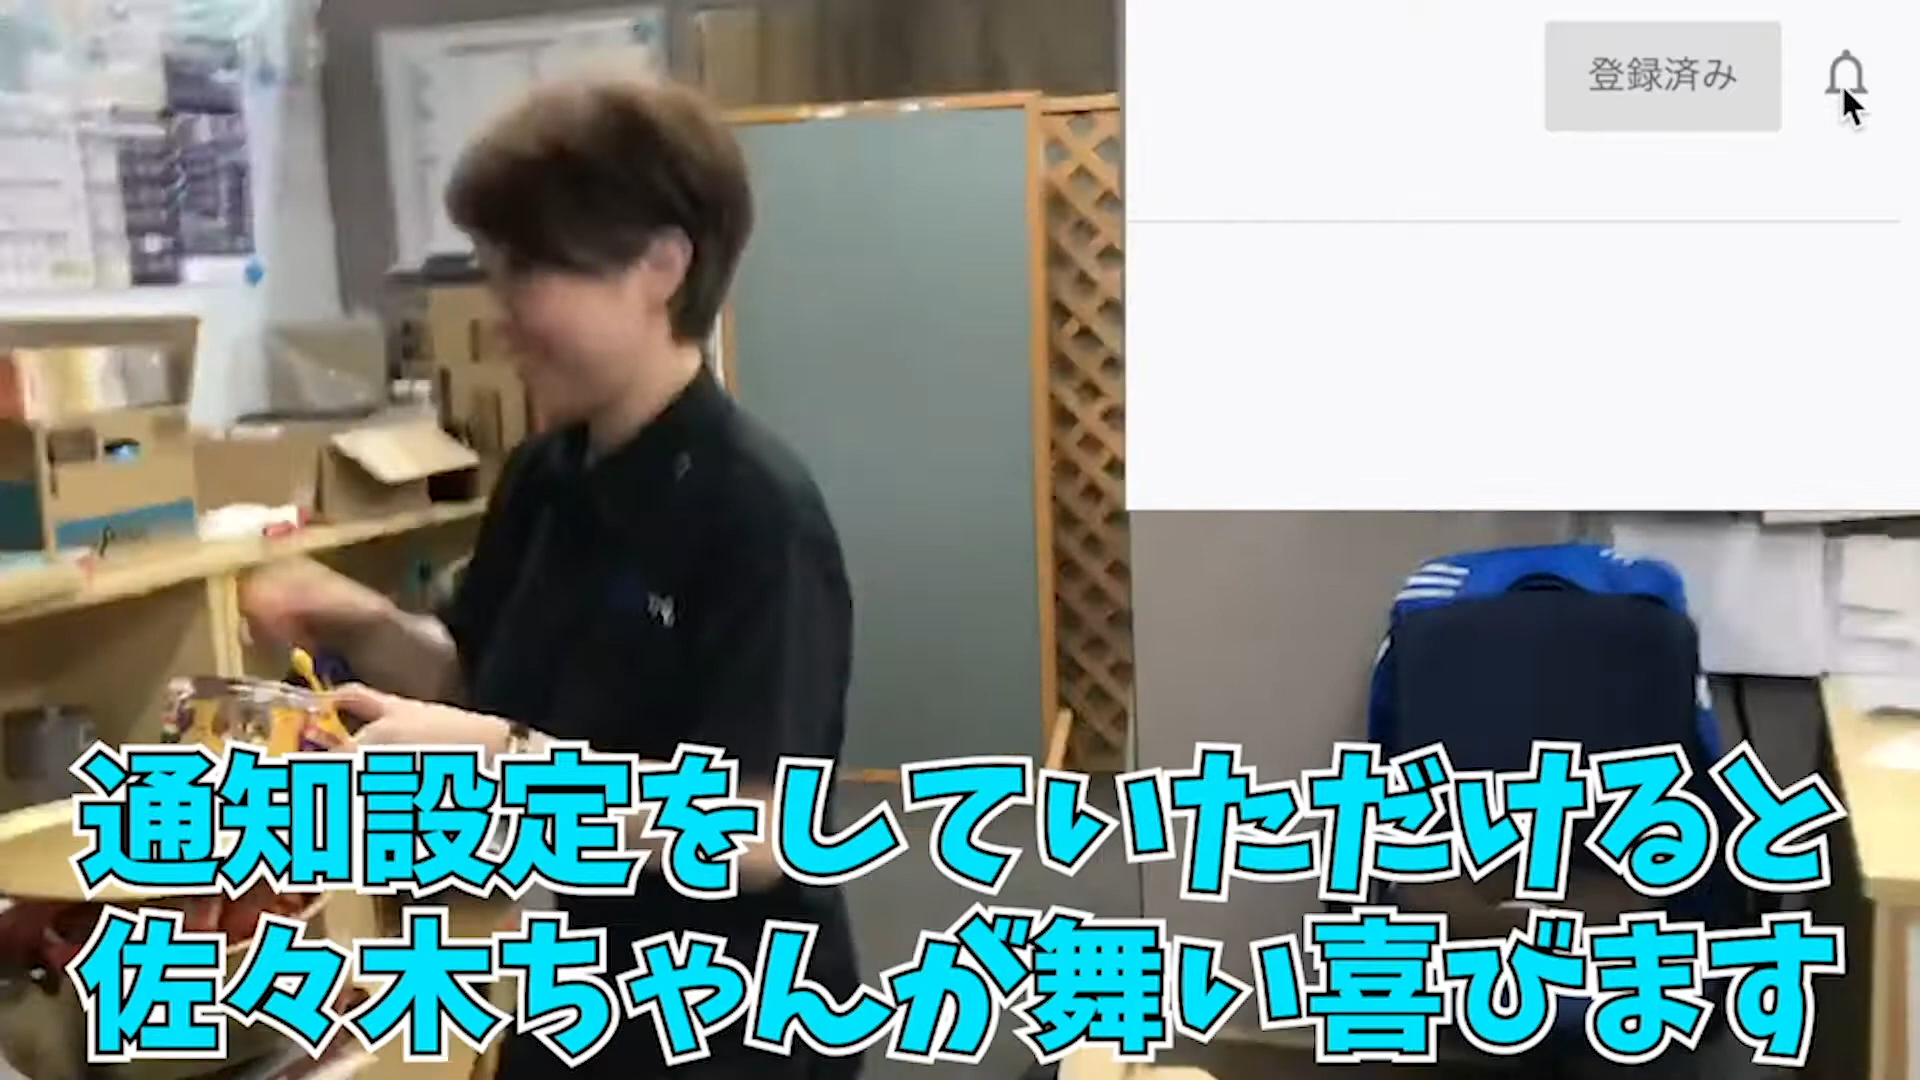 登録済み
通知設定をしていただけると
佐々木ちゃんが舞い喜びます